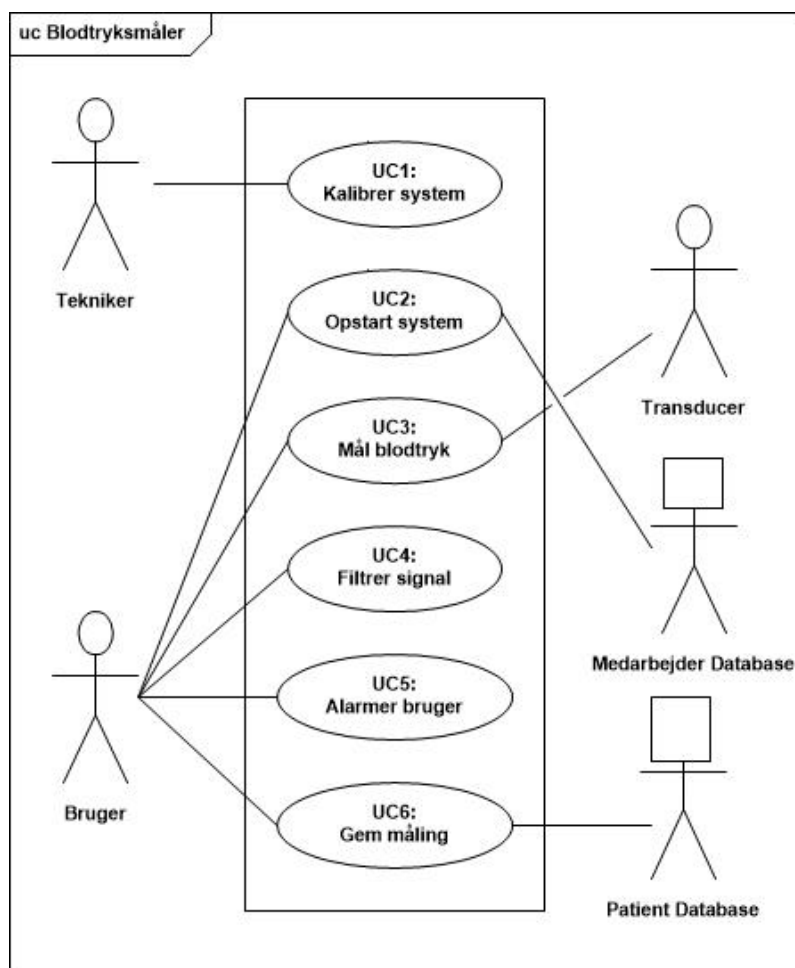 uc Blodtryksmåler
UC1:
Kalibrer system
Tekniker
UC2:
Opstart system
Transducer
UC3:
Mål blodtryk
UC4:
Filtrer signal
Medarbejder Database
UC5:
Alarmer bruger
Bruger
UC6:
Gem måling
Patient Database